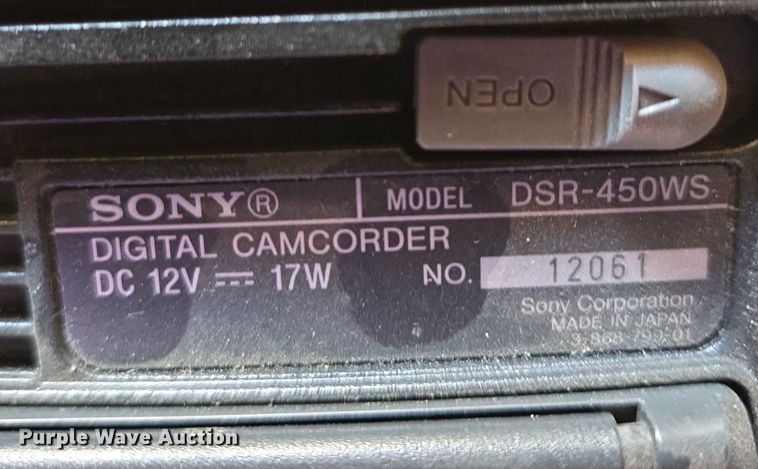 OPEN
SONY® MODEL DSR-450WS
DIGITAL CAMCORDER
DC 12V ⎓ 17W NO. 12061
Sony Corporation
MADE IN JAPAN
Purple Wave Auction